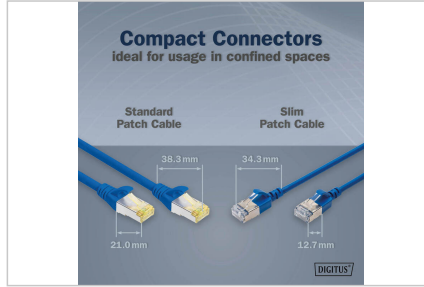 Compact Connectors
ideal for usage in confined spaces
Standard
Patch Cable
Slim
Patch Cable
38.3 mm
34.3 mm
21.0 mm
12.7 mm
DIGITUS®